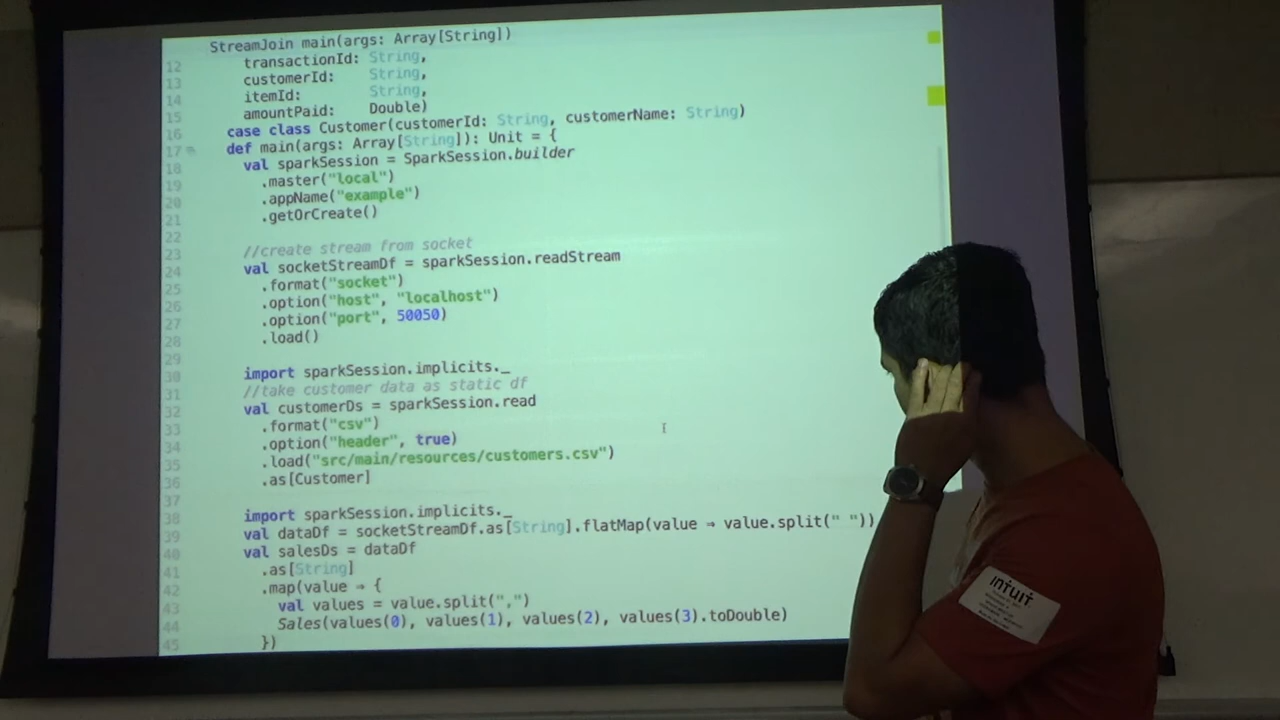 StreamJoin main(args: Array[String])
12 transactionId: String,
13 customerId: String,
14 itemId: String,
15 amountPaid: Double)
16 case class Customer(customerId: String, customerName: String)
17 def main(args: Array[String]): Unit = {
18 val sparkSession = SparkSession.builder
19 .master("local")
20 .appName("example")
21 .getOrCreate()
22
23 //create stream from socket
24 val socketStreamDf = sparkSession.readStream
25 .format("socket")
26 .option("host", "localhost")
27 .option("port", 50050)
28 .load()
29
30 import sparkSession.implicits._
31 //take customer data as static df
32 val customerDs = sparkSession.read
33 .format("csv")
34 .option("header", true)
35 .load("src/main/resources/customers.csv")
36 .as[Customer]
37
38 import sparkSession.implicits._
39 val dataDf = socketStreamDf.as[String].flatMap(value ⇒ value.split(" "))
40 val salesDs = dataDf
41 .as[String]
42 .map(value ⇒ {
43 val values = value.split(",")
44 Sales(values(0), values(1), values(2), values(3).toDouble)
45 })
INTUIT